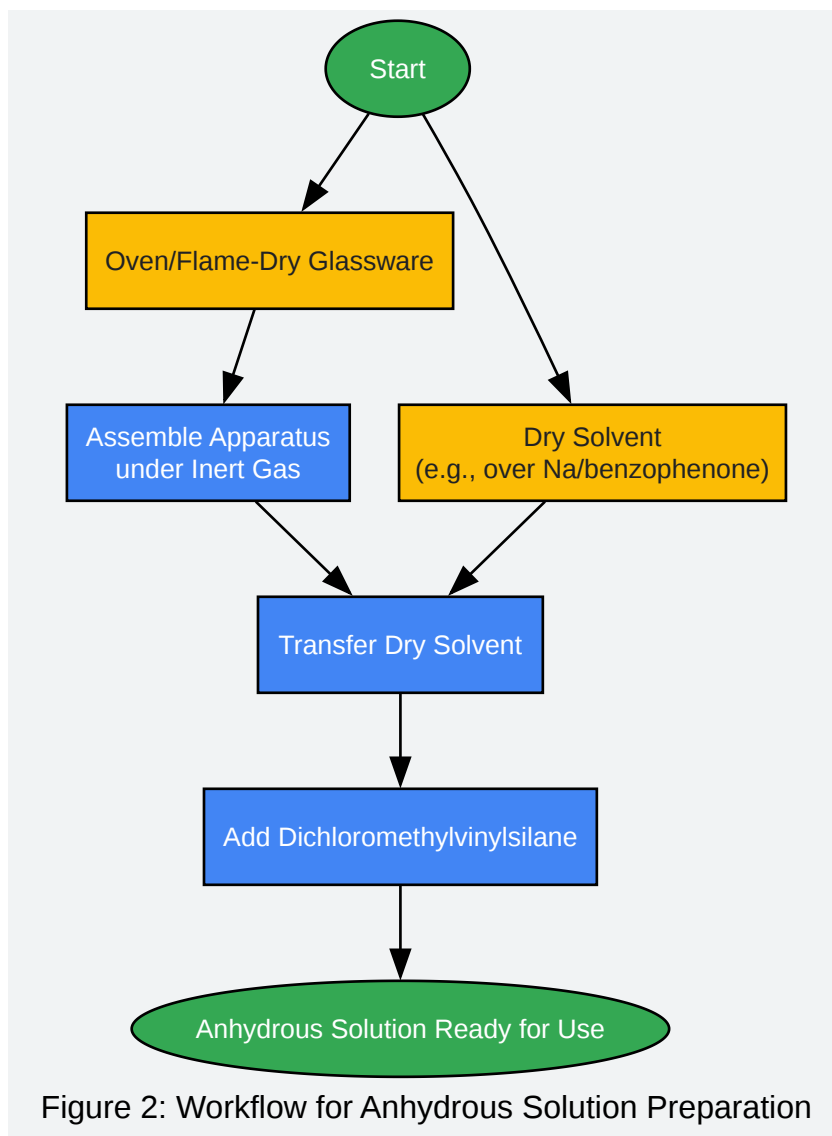 Start
Oven/Flame-Dry Glassware
Assemble Apparatus
under Inert Gas
Dry Solvent
(e.g., over Na/benzophenone)
Transfer Dry Solvent
Add Dichloromethylvinylsilane
Anhydrous Solution Ready for Use
Figure 2: Workflow for Anhydrous Solution Preparation